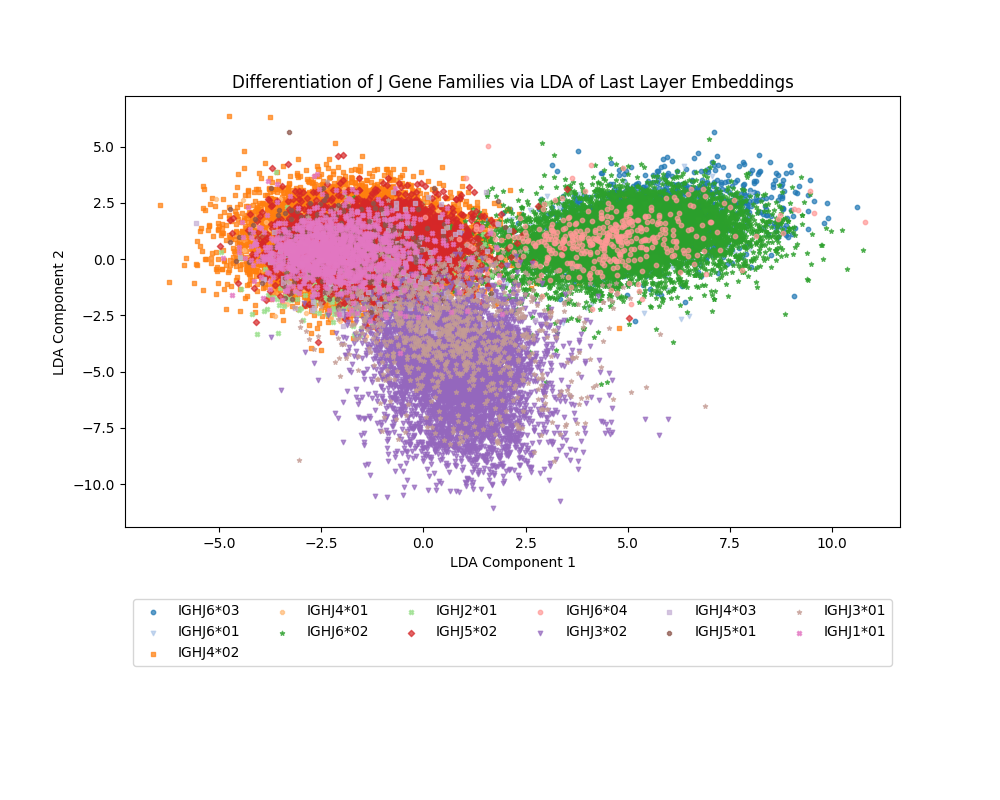 Differentiation of J Gene Families via LDA of Last Layer Embeddings
5.0
2.5
0.0
−2.5
−5.0
−7.5
−10.0
LDA Component 2
−5.0 −2.5 0.0 2.5 5.0 7.5 10.0
LDA Component 1
IGHJ6*03 IGHJ4*01 IGHJ2*01 IGHJ6*04 IGHJ4*03 IGHJ3*01
IGHJ6*01 IGHJ6*02 IGHJ5*02 IGHJ3*02 IGHJ5*01 IGHJ1*01
IGHJ4*02